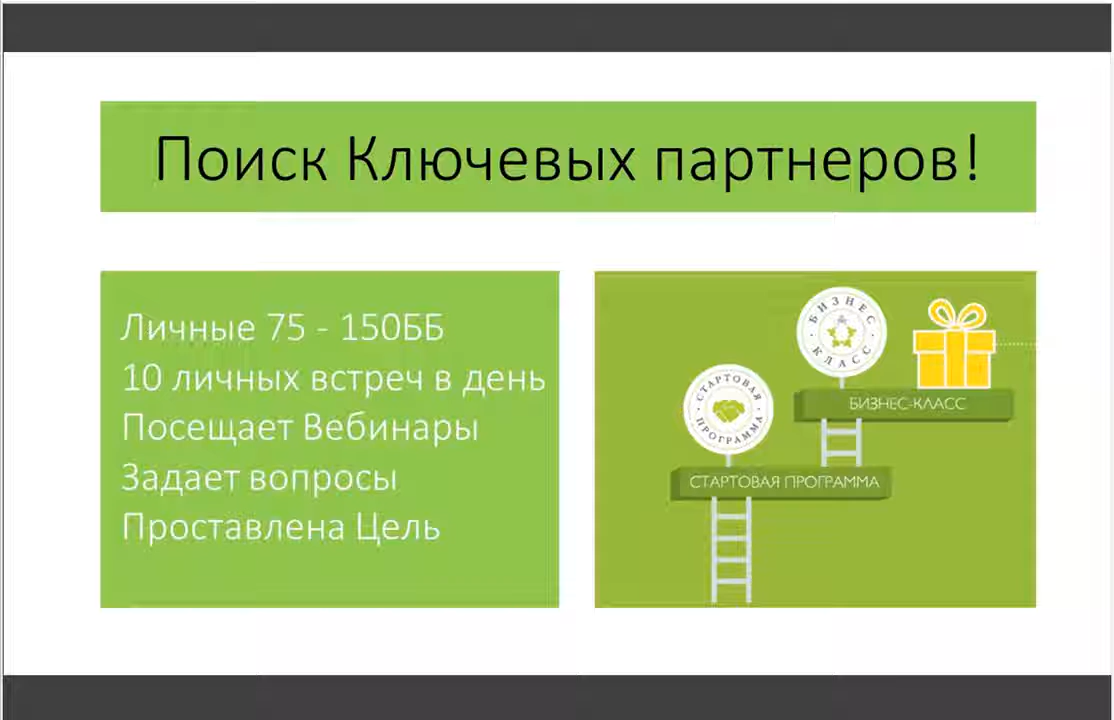 Поиск Ключевых партнеров!
Личные 75 - 150ББ
10 личных встреч в день
Посещает Вебинары
Задает вопросы
Проставлена Цель
БИЗНЕС
КЛАСС
БИЗНЕС-КЛАСС
СТАРТОВАЯ
ПРОГРАММА
СТАРТОВАЯ ПРОГРАММА